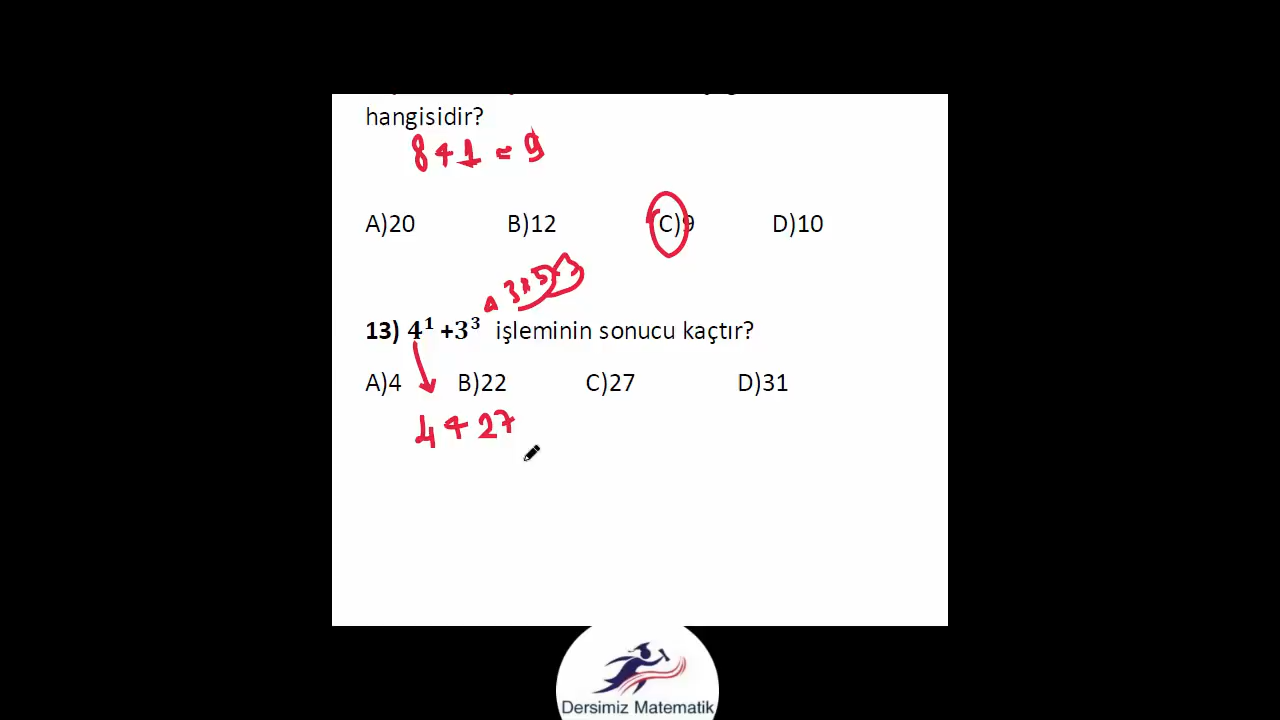 hangisidir?
8+1=9
A)20 B)12 C)9 D)10
13) 4¹ +3³ işleminin sonucu kaçtır?
A)4 B)22 C)27 D)31
4+27
Dersimiz Matematik